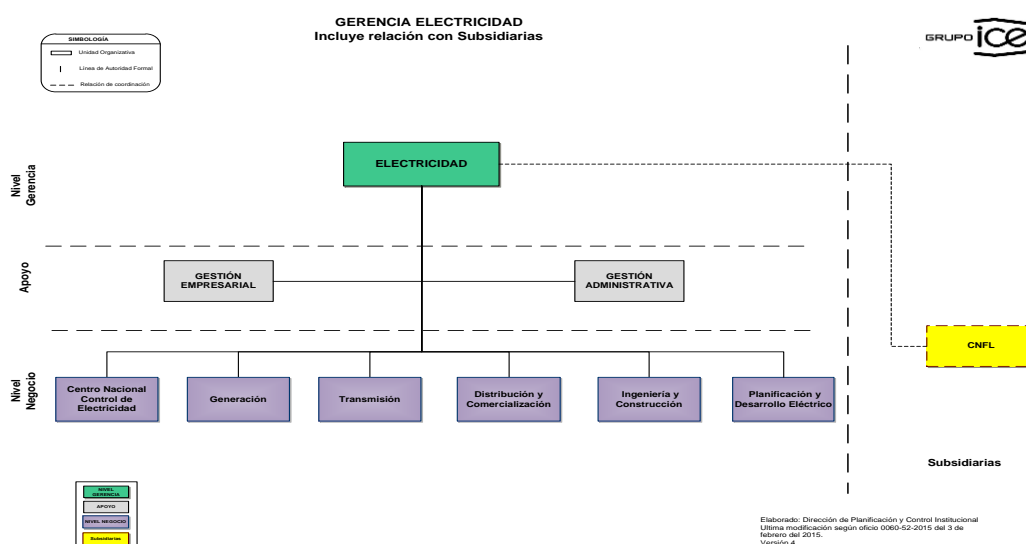 GERENCIA ELECTRICIDAD
Incluye relación con Subsidiarias
SIMBOLOGÍA
Unidad Organizativa
Línea de Autoridad Formal
Relación de coordinación
GRUPO ice
Nivel
Gerencia
ELECTRICIDAD
Apoyo
GESTIÓN
EMPRESARIAL
GESTIÓN
ADMINISTRATIVA
CNFL
Nivel
Negocio
Centro Nacional
Control de
Electricidad
Generación
Transmisión
Distribución y
Comercialización
Ingeniería y
Construcción
Planificación y
Desarrollo Eléctrico
Subsidiarias
NIVEL
GERENCIA
APOYO
NIVEL NEGOCIO
Subsidiarias
Elaborado: Dirección de Planificación y Control Institucional
Ultima modificación según oficio 0060-52-2015 del 3 de
febrero del 2015.
Versión 4